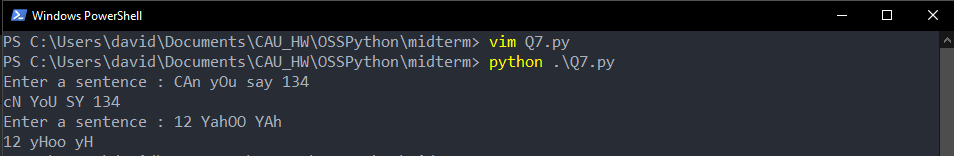 Windows PowerShell
PS C:\Users\david\Documents\CAU_HW\OSSPython\midterm> vim Q7.py
PS C:\Users\david\Documents\CAU_HW\OSSPython\midterm> python .\Q7.py
Enter a sentence : CAn yOu say 134
cN YoU SY 134
Enter a sentence : 12 YahOO YAh
12 yHoo yH